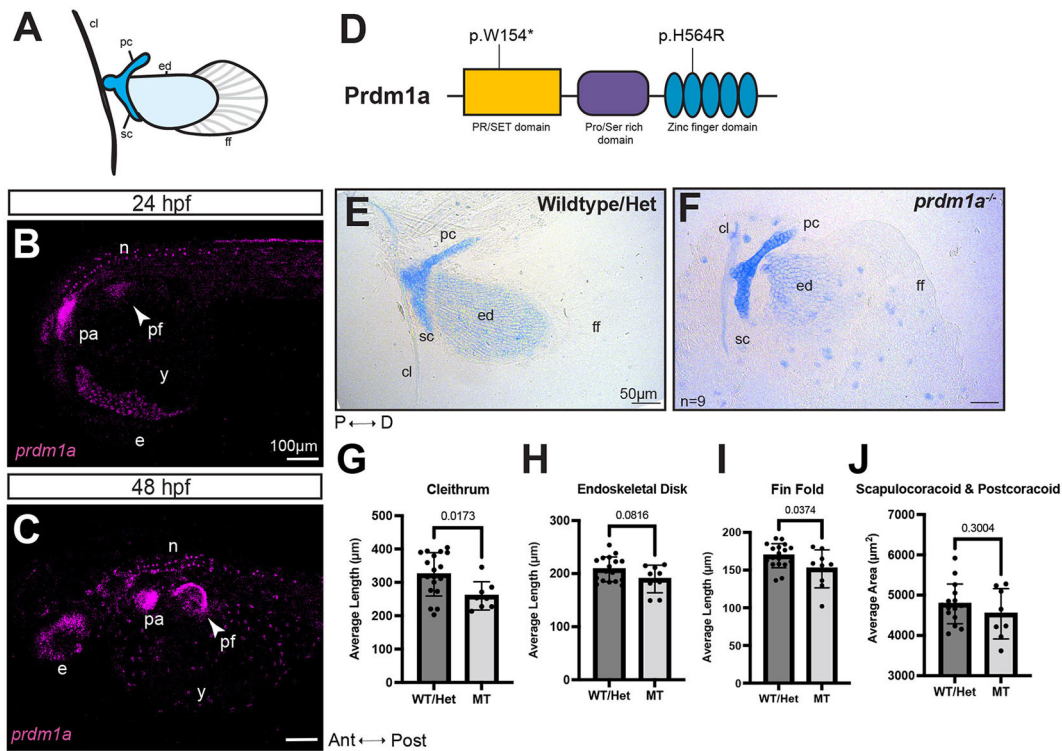 A
cl
pc
ed
sc
ff
D
p.W154*
p.H564R
Prdm1a
PR/SET domain
Pro/Ser rich
domain
Zinc finger domain
24 hpf
B
n
pa
pf
y
e
prdm1a
100µm
48 hpf
C
n
pa
pf
e
y
prdm1a
Ant ⟷ Post
E
Wildtype/Het
pc
ed
sc
ff
cl
50µm
P ⟷ D
F
prdm1a-/-
pc
cl
ed
ff
sc
n=9
G
Cleithrum
0.0173
Average Length (µm)
500
400
300
200
100
0
WT/Het
MT
H
Endoskeletal Disk
0.0816
Average Length (µm)
300
200
100
0
WT/Het
MT
I
Fin Fold
0.0374
Average Length (µm)
200
150
100
50
0
WT/Het
MT
J
Scapulocoracoid & Postcoracoid
0.3004
Average Area (µm²)
7000
6000
5000
4000
3000
WT/Het
MT